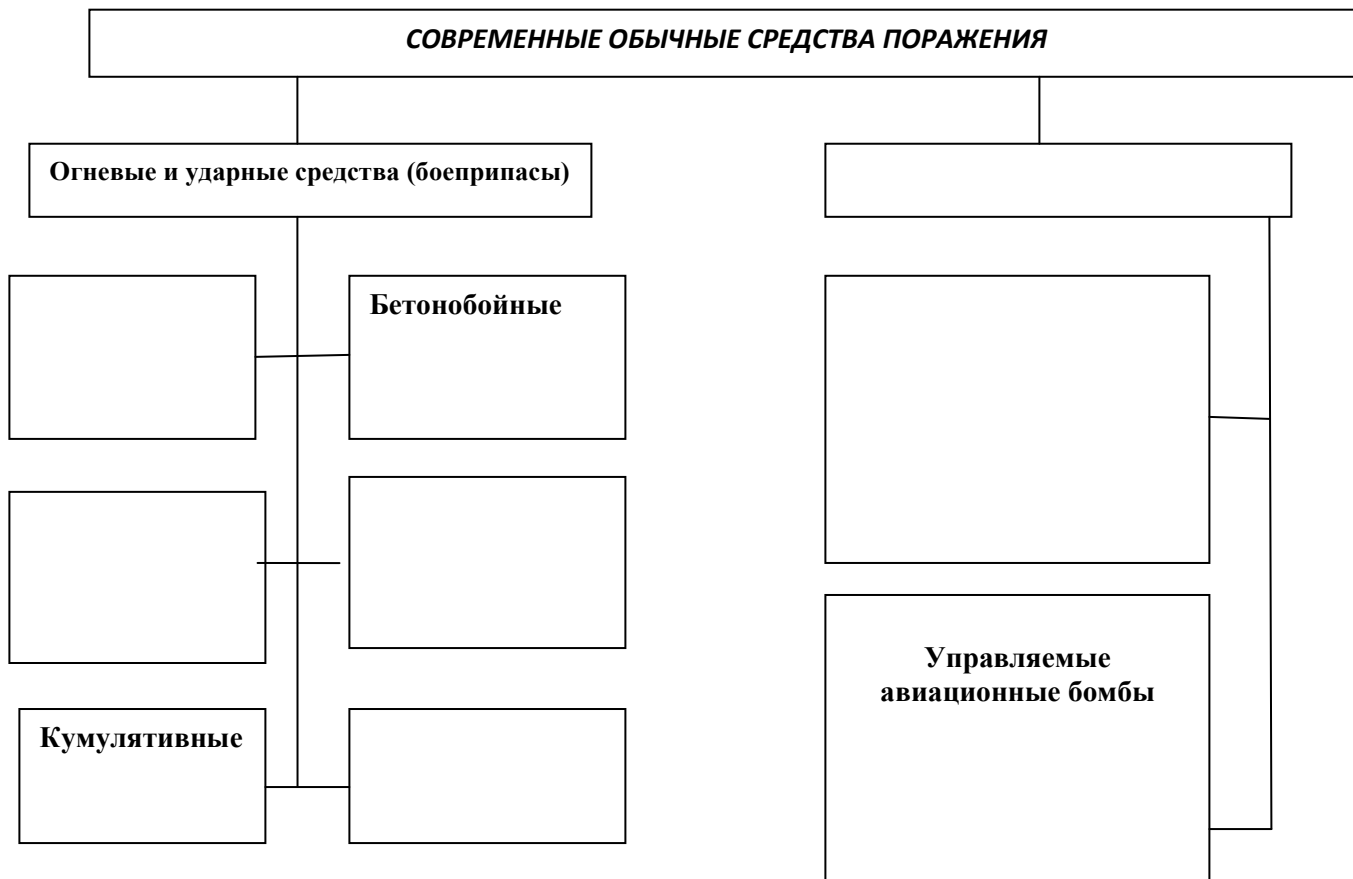 СОВРЕМЕННЫЕ ОБЫЧНЫЕ СРЕДСТВА ПОРАЖЕНИЯ
Огневые и ударные средства (боеприпасы)
Бетонобойные
Кумулятивные
Управляемые
авиационные бомбы